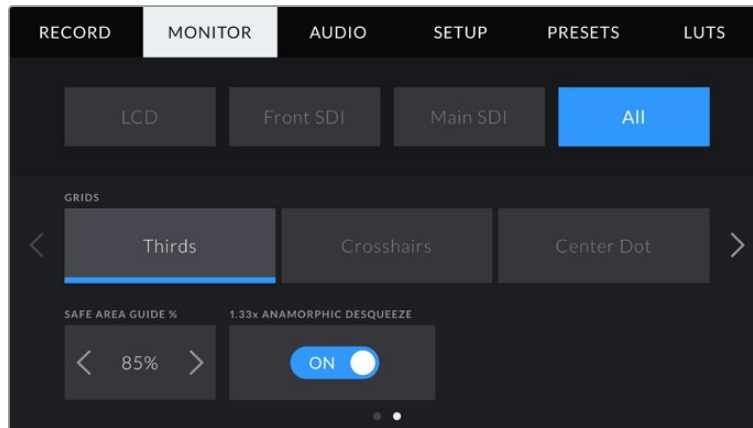 RECORD MONITOR AUDIO SETUP PRESETS LUTS
LCD Front SDI Main SDI All
GRIDS
Thirds Crosshairs Center Dot
SAFE AREA GUIDE % 1.33x ANAMORPHIC DESQUEEZE
85% ON